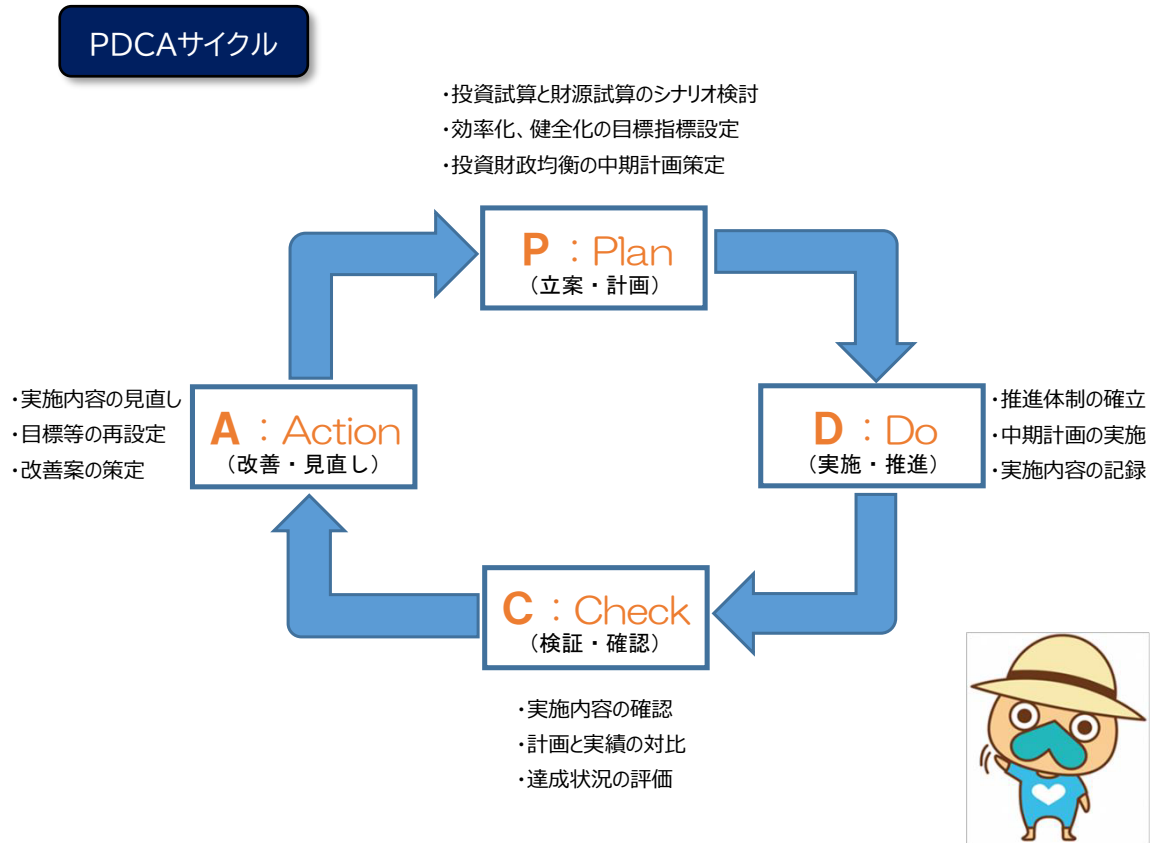 PDCAサイクル
・投資試算と財源試算のシナリオ検討
・効率化、健全化の目標指標設定
・投資財政均衡の中期計画策定
P：Plan
（立案・計画）
D：Do
（実施・推進）
・推進体制の確立
・中期計画の実施
・実施内容の記録
C：Check
（検証・確認）
・実施内容の確認
・計画と実績の対比
・達成状況の評価
A：Action
（改善・見直し）
・実施内容の見直し
・目標等の再設定
・改善案の策定